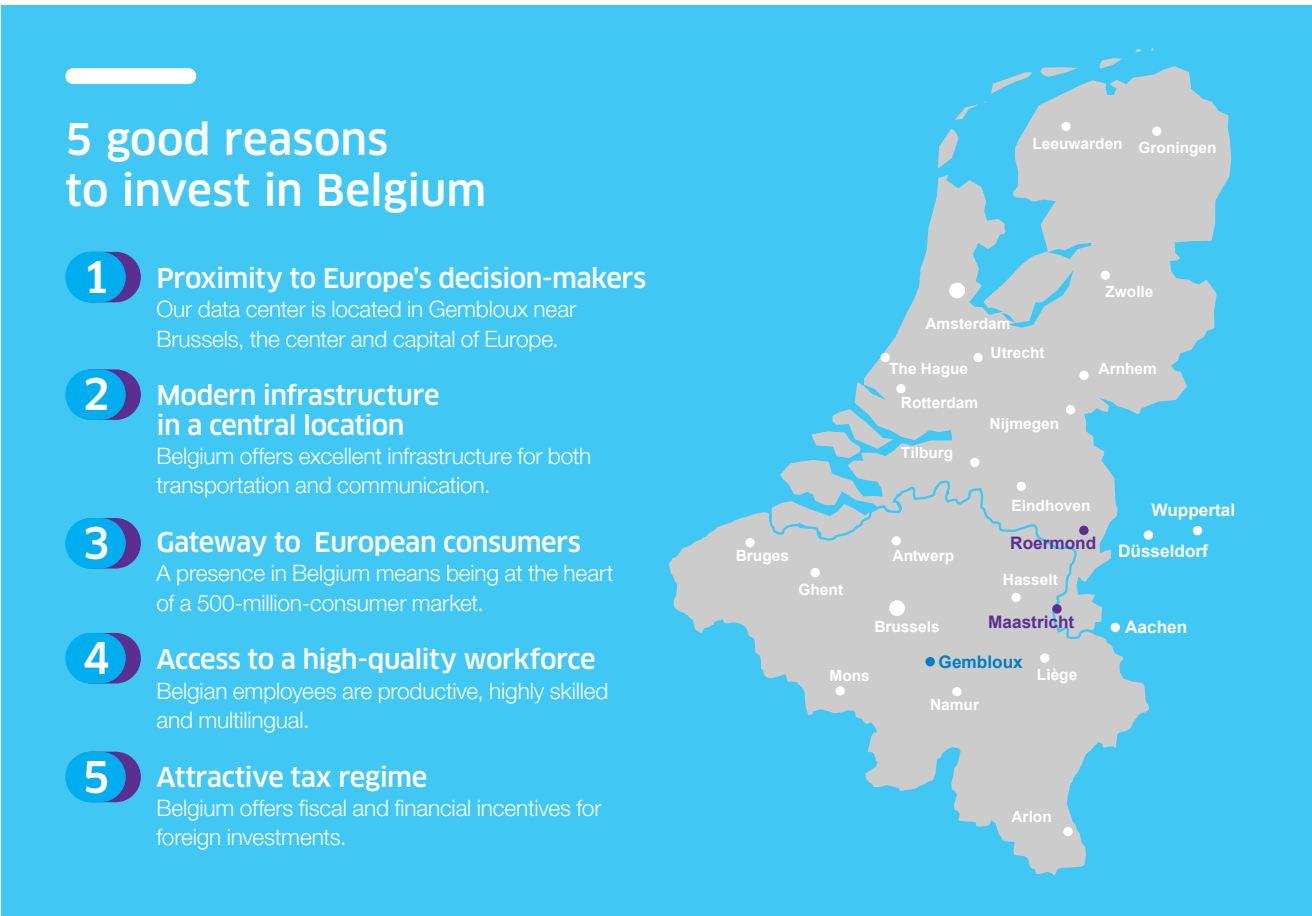 5 good reasons
to invest in Belgium
1
Proximity to Europe's decision-makers
Our data center is located in Gembloux near
Brussels, the center and capital of Europe.
2
Modern infrastructure
in a central location
Belgium offers excellent infrastructure for both
transportation and communication.
3
Gateway to  European consumers
A presence in Belgium means being at the heart
of a 500-million-consumer market.
4
Access to a high-quality workforce
Belgian employees are productive, highly skilled
and multilingual.
5
Attractive tax regime
Belgium offers fiscal and financial incentives for
foreign investments.
Leeuwarden
Groningen
Zwolle
Amsterdam
Utrecht
The Hague
Arnhem
Rotterdam
Nijmegen
Tilburg
Eindhoven
Wuppertal
Roermond
Düsseldorf
Bruges
Antwerp
Hasselt
Ghent
Maastricht
Brussels
Aachen
Gembloux
Liège
Mons
Namur
Arlon